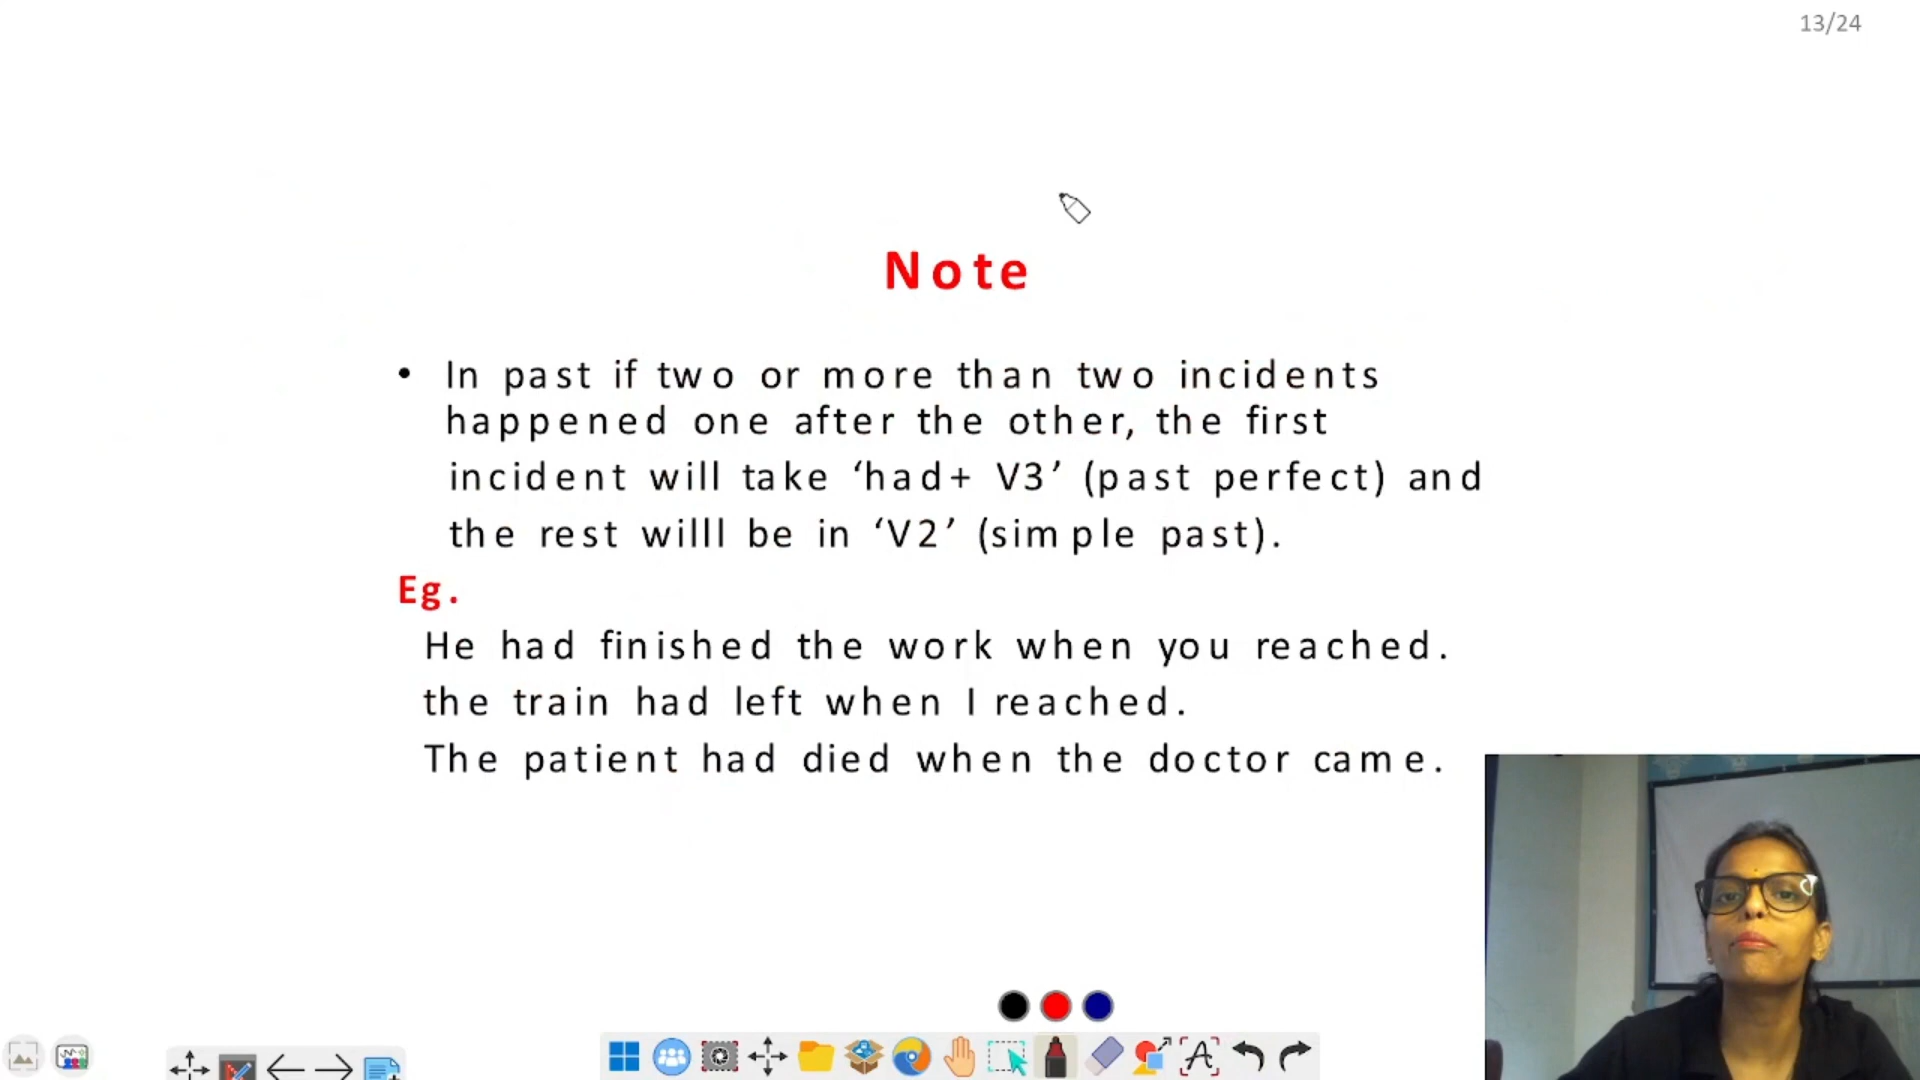 13/24
Note
• In past if two or more than two incidents
happened one after the other, the first
incident will take ‘had+ V3’ (past perfect) and
the rest willl be in ‘V2’ (simple past).
Eg.
He had finished the work when you reached.
the train had left when I reached.
The patient had died when the doctor came.